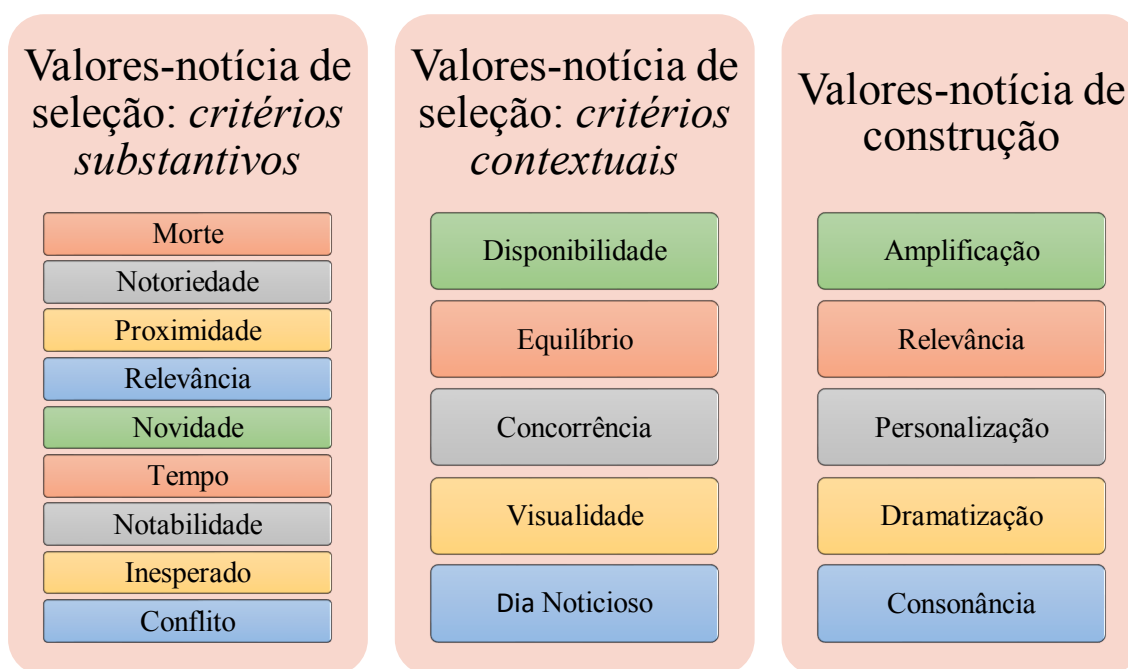 Valores-notícia de
seleção: critérios
substantivos
Morte
Notoriedade
Proximidade
Relevância
Novidade
Tempo
Notabilidade
Inesperado
Conflito
Valores-notícia de
seleção: critérios
contextuais
Disponibilidade
Equilíbrio
Concorrência
Visualidade
Dia Noticioso
Valores-notícia de
construção
Amplificação
Relevância
Personalização
Dramatização
Consonância